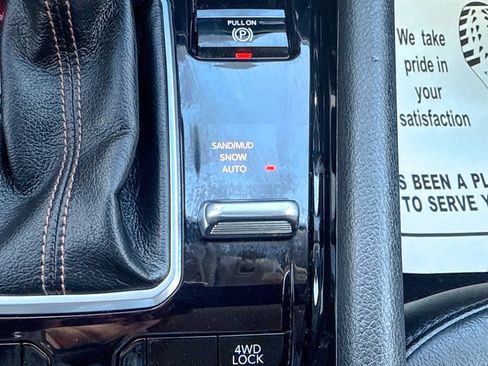 PULL ON
P
SAND/MUD
SNOW
AUTO
4WD
LOCK
We take
pride in
your
satisfaction
S BEEN A PL
TO SERVE Y